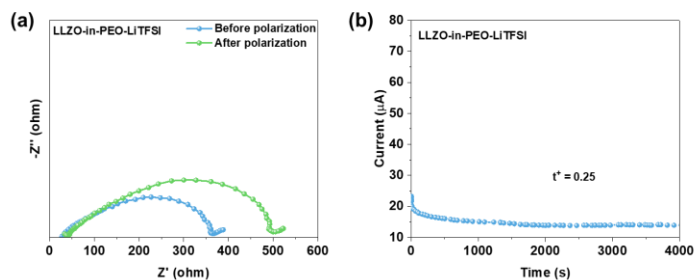 (a)
LLZO-in-PEO-LiTFSI
Before polarization
After polarization
-Z'' (ohm)
0 100 200 300 400 500 600
Z' (ohm)
(b)
LLZO-in-PEO-LiTFSI
80
70
60
50
40
30
20
10
Current (μA)
t⁺ = 0.25
0 1000 2000 3000 4000
Time (s)